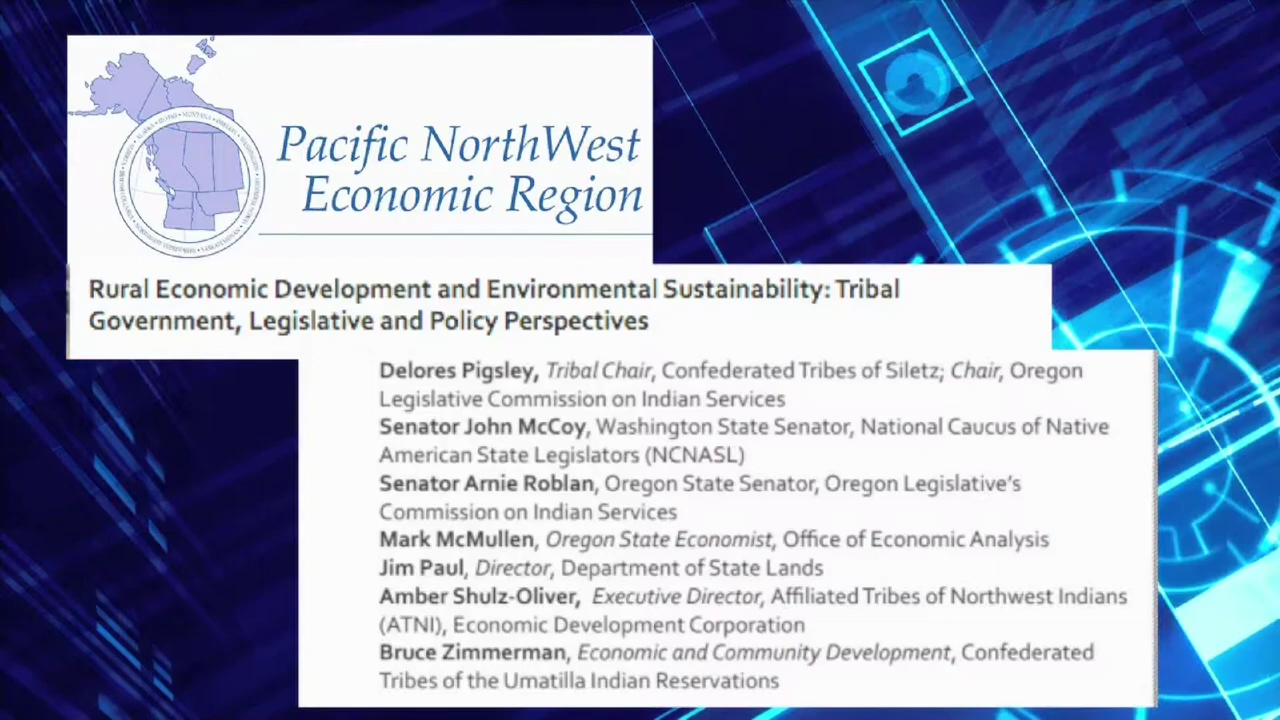 Pacific NorthWest
Economic Region
Rural Economic Development and Environmental Sustainability: Tribal
Government, Legislative and Policy Perspectives
Delores Pigsley, Tribal Chair, Confederated Tribes of Siletz; Chair, Oregon
Legislative Commission on Indian Services
Senator John McCoy, Washington State Senator, National Caucus of Native
American State Legislators (NCNASL)
Senator Arnie Roblan, Oregon State Senator, Oregon Legislative's
Commission on Indian Services
Mark McMullen, Oregon State Economist, Office of Economic Analysis
Jim Paul, Director, Department of State Lands
Amber Shulz-Oliver, Executive Director, Affiliated Tribes of Northwest Indians
(ATNI), Economic Development Corporation
Bruce Zimmerman, Economic and Community Development, Confederated
Tribes of the Umatilla Indian Reservations